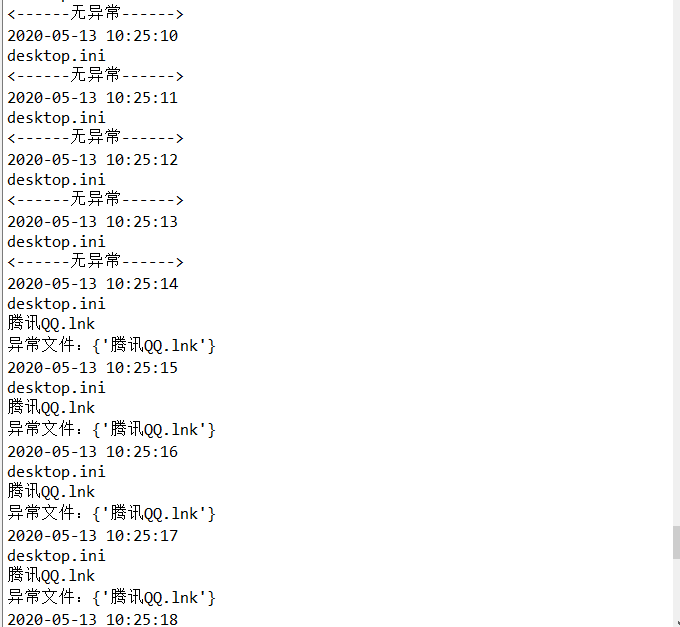 <------无异常------>
2020-05-13 10:25:10
desktop.ini
<------无异常------>
2020-05-13 10:25:11
desktop.ini
<------无异常------>
2020-05-13 10:25:12
desktop.ini
<------无异常------>
2020-05-13 10:25:13
desktop.ini
<------无异常------>
2020-05-13 10:25:14
desktop.ini
腾讯QQ.lnk
异常文件：{'腾讯QQ.lnk'}
2020-05-13 10:25:15
desktop.ini
腾讯QQ.lnk
异常文件：{'腾讯QQ.lnk'}
2020-05-13 10:25:16
desktop.ini
腾讯QQ.lnk
异常文件：{'腾讯QQ.lnk'}
2020-05-13 10:25:17
desktop.ini
腾讯QQ.lnk
异常文件：{'腾讯QQ.lnk'}
2020-05-13 10:25:18